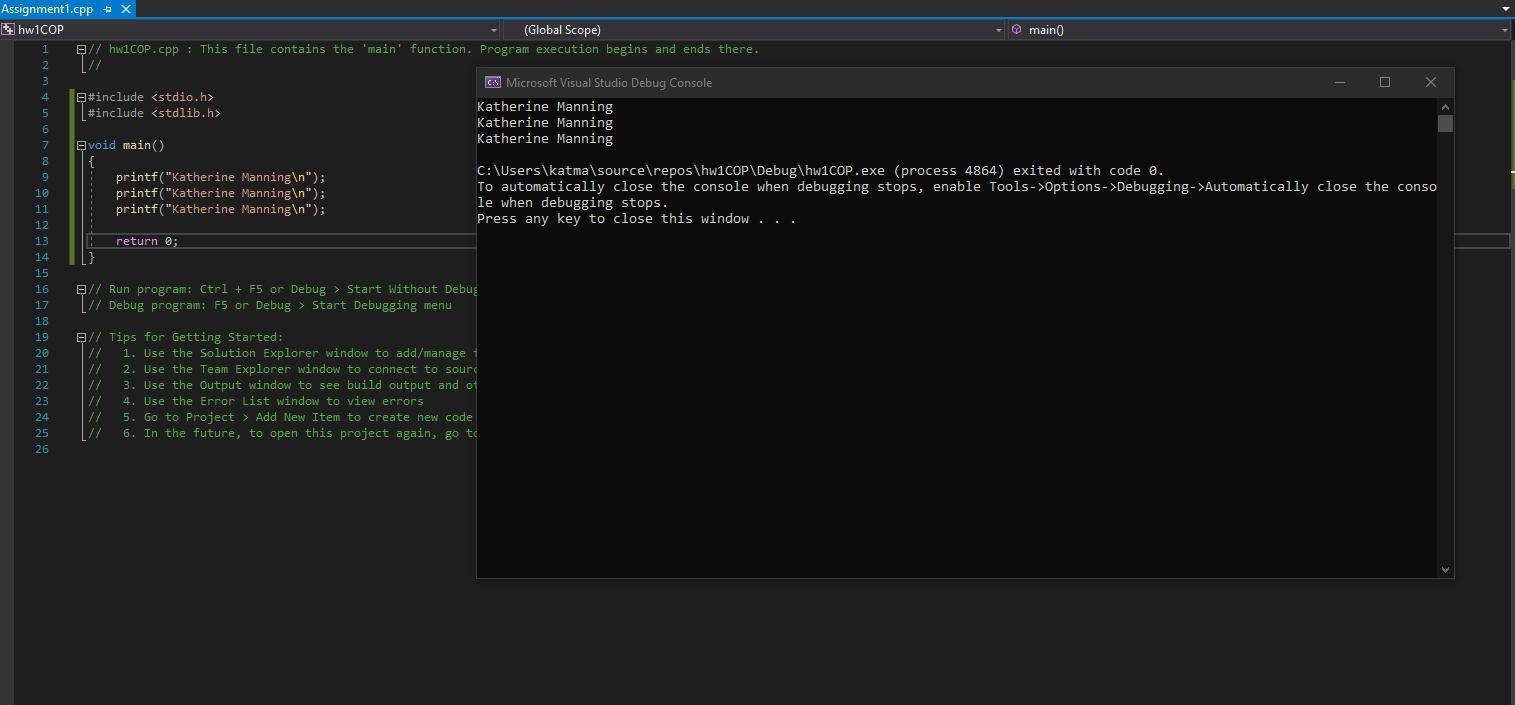 Assignment1.cpp
hw1COP
(Global Scope)
main()
1 // hw1COP.cpp : This file contains the 'main' function. Program execution begins and ends there.
2 //
3
4 #include <stdio.h>
5 #include <stdlib.h>
6
7 void main()
8 {
9 printf("Katherine Manning\n");
10 printf("Katherine Manning\n");
11 printf("Katherine Manning\n");
12
13 return 0;
14 }
15
16 // Run program: Ctrl + F5 or Debug > Start Without Debug
17 // Debug program: F5 or Debug > Start Debugging menu
18
19 // Tips for Getting Started:
20 // 1. Use the Solution Explorer window to add/manage
21 // 2. Use the Team Explorer window to connect to sourc
22 // 3. Use the Output window to see build output and ot
23 // 4. Use the Error List window to view errors
24 // 5. Go to Project > Add New Item to create new code
25 // 6. In the future, to open this project again, go to
26
C:\ Microsoft Visual Studio Debug Console
Katherine Manning
Katherine Manning
Katherine Manning
C:\Users\katma\source\repos\hw1COP\Debug\hw1COP.exe (process 4864) exited with code 0.
To automatically close the console when debugging stops, enable Tools->Options->Debugging->Automatically close the conso
le when debugging stops.
Press any key to close this window . . .